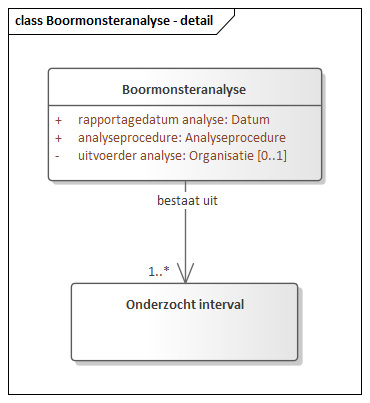 class Boormonsteranalyse - detail
Boormonsteranalyse
+ rapportagedatum analyse: Datum
+ analyseprocedure: Analyseprocedure
- uitvoerder analyse: Organisatie [0..1]
bestaat uit
1..*
Onderzocht interval